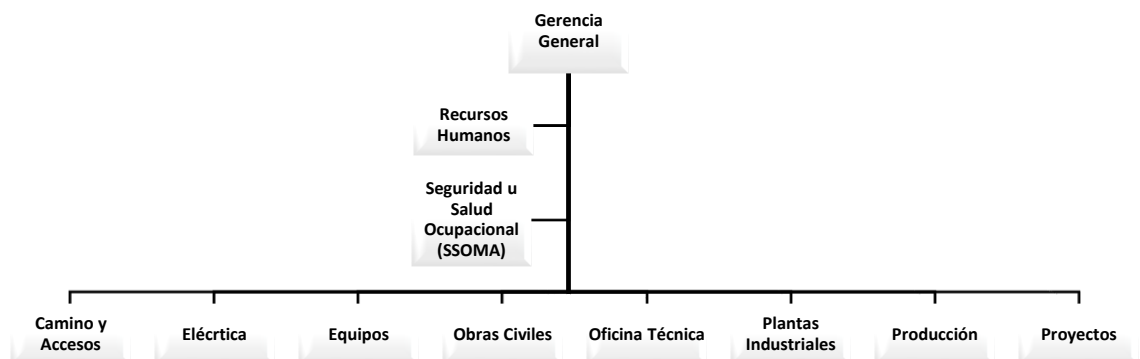 Gerencia
General
Recursos
Humanos
Seguridad u
Salud
Ocupacional
(SSOMA)
Camino y
Accesos
Elécrtica
Equipos
Obras Civiles
Oficina Técnica
Plantas
Industriales
Producción
Proyectos